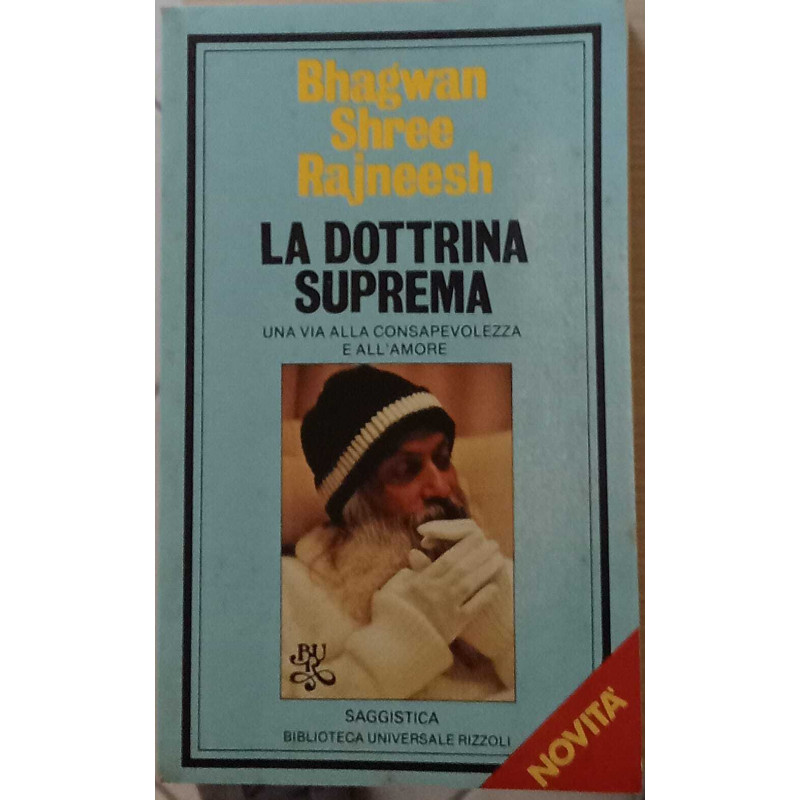 Bhagwan
Shree
Rajneesh
LA DOTTRINA
SUPREMA
UNA VIA ALLA CONSAPEVOLEZZA
E ALL'AMORE
BUR
SAGGISTICA
BIBLIOTECA UNIVERSALE RIZZOLI
NOVITA'